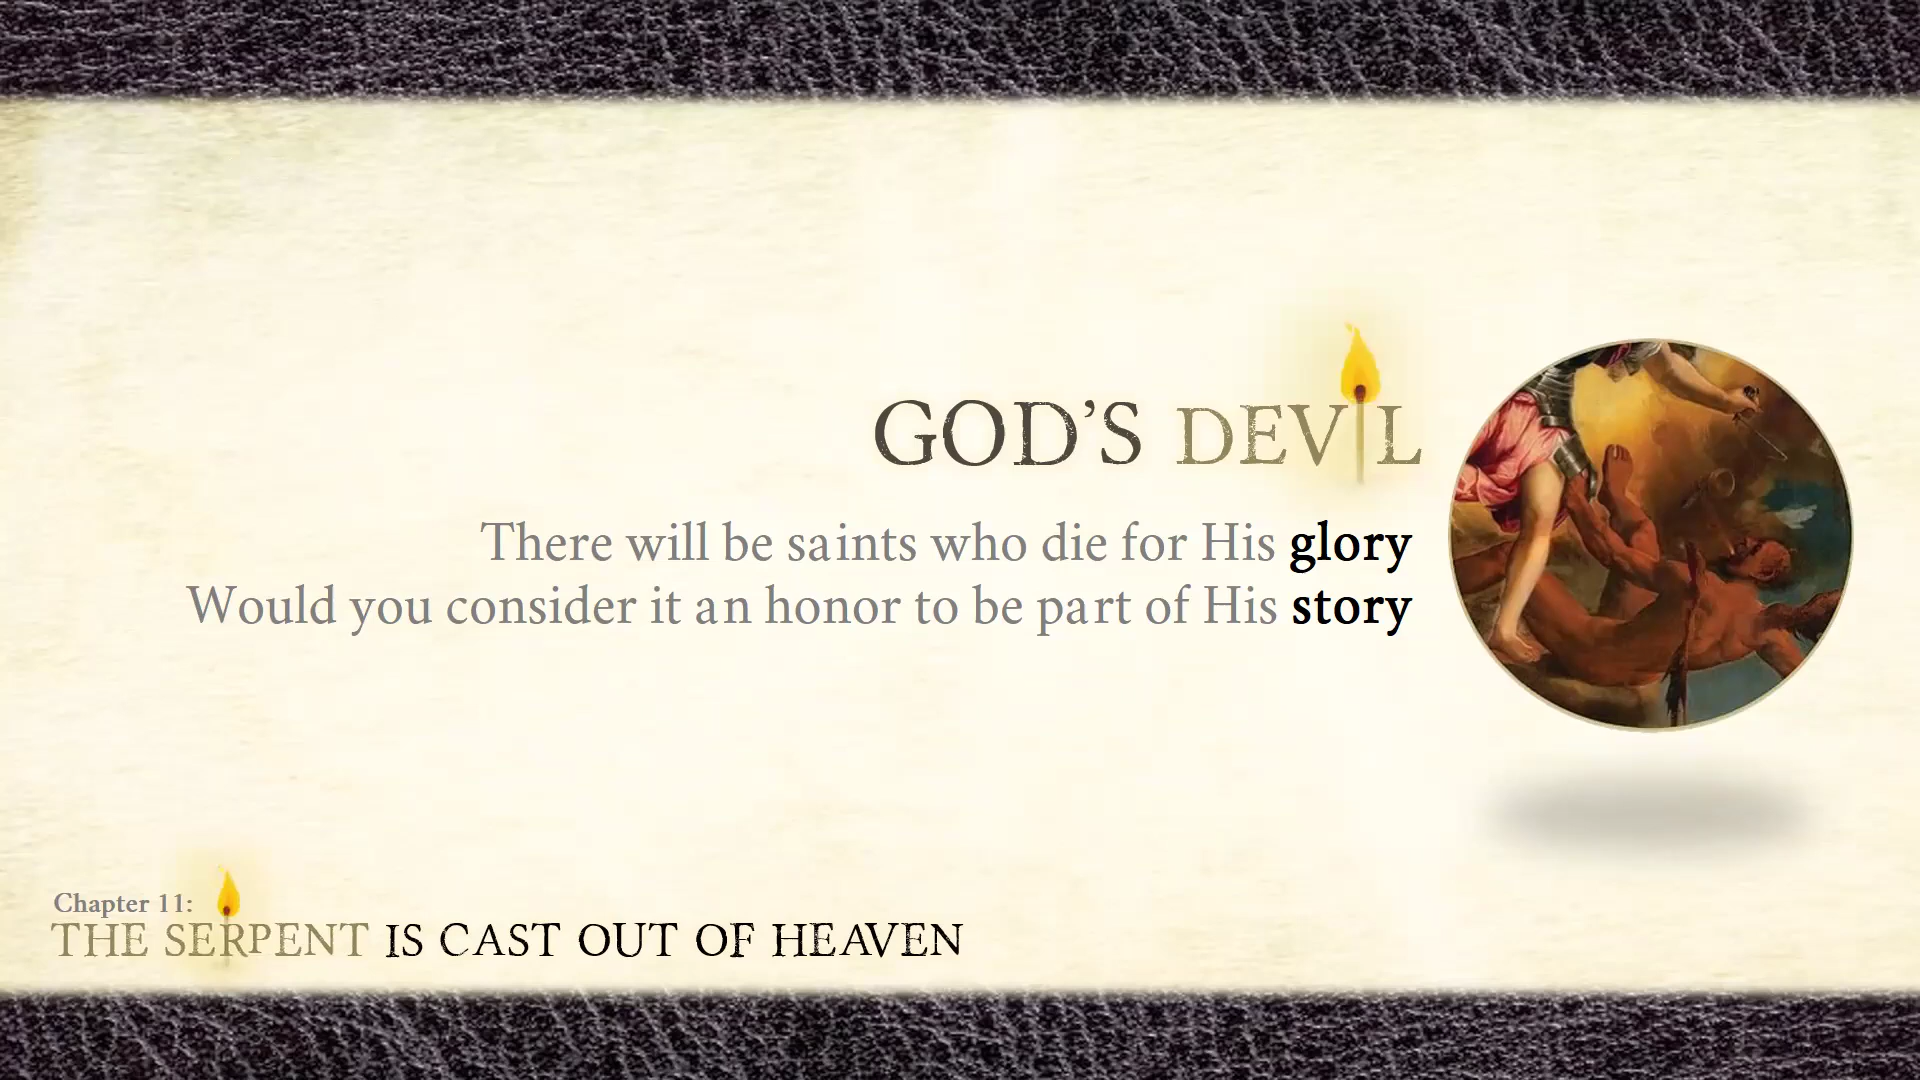 GOD'S DEVIL
There will be saints who die for His glory
Would you consider it an honor to be part of His story
Chapter 11:
THE SERPENT IS CAST OUT OF HEAVEN